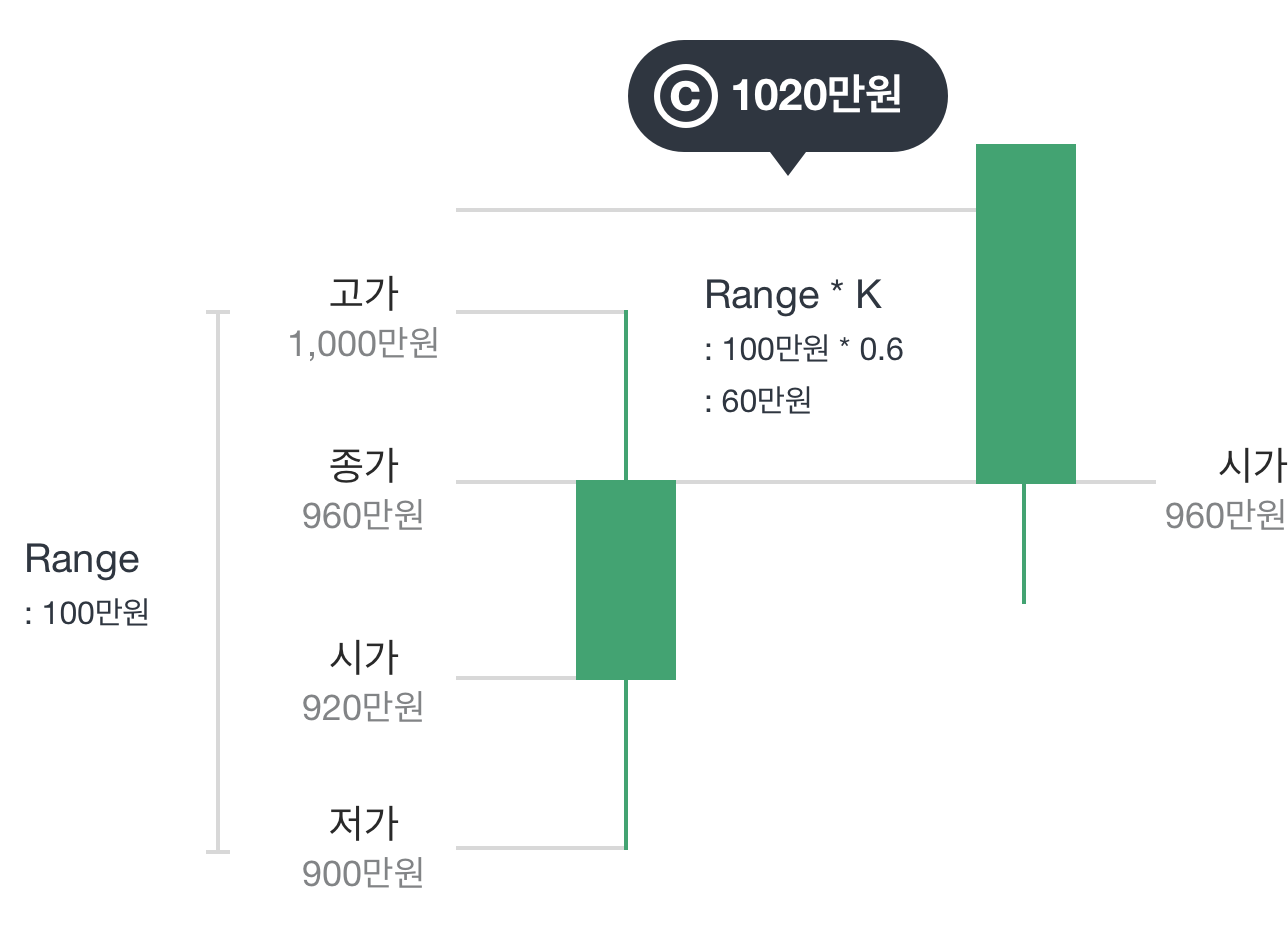 © 1020만원
고가
1,000만원
Range * K
: 100만원 * 0.6
: 60만원
종가
960만원
시가
960만원
Range
: 100만원
시가
920만원
저가
900만원